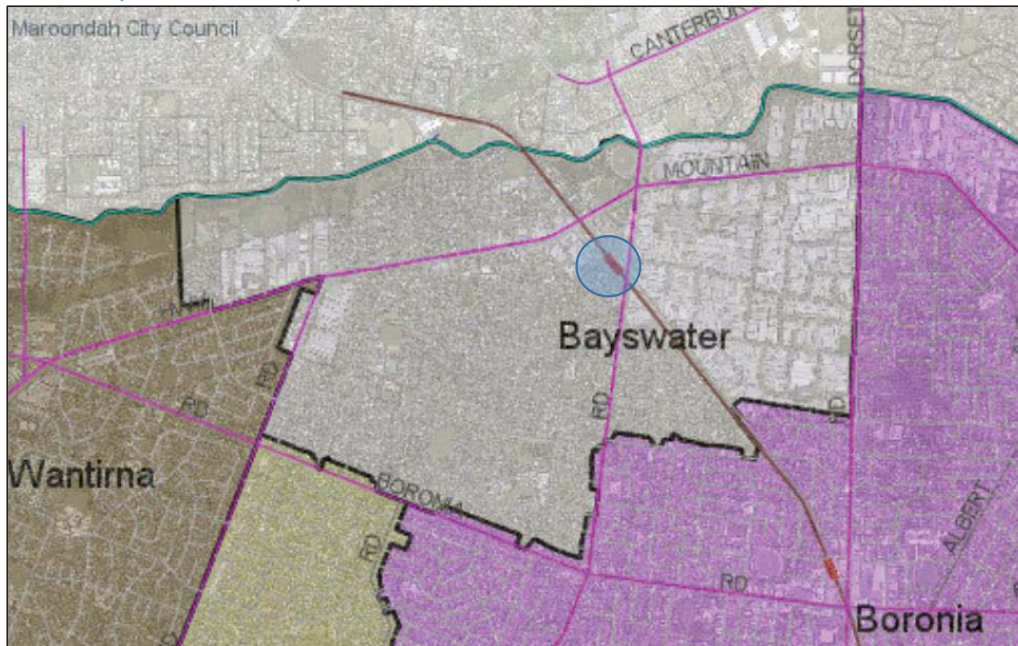 Maroondah City Council
CANTERBURY
DORSET
MOUNTAIN
Bayswater
RD
RD
RD
RD
Wantirna
BORONIA
RD
ALBERT
RD
Boronia